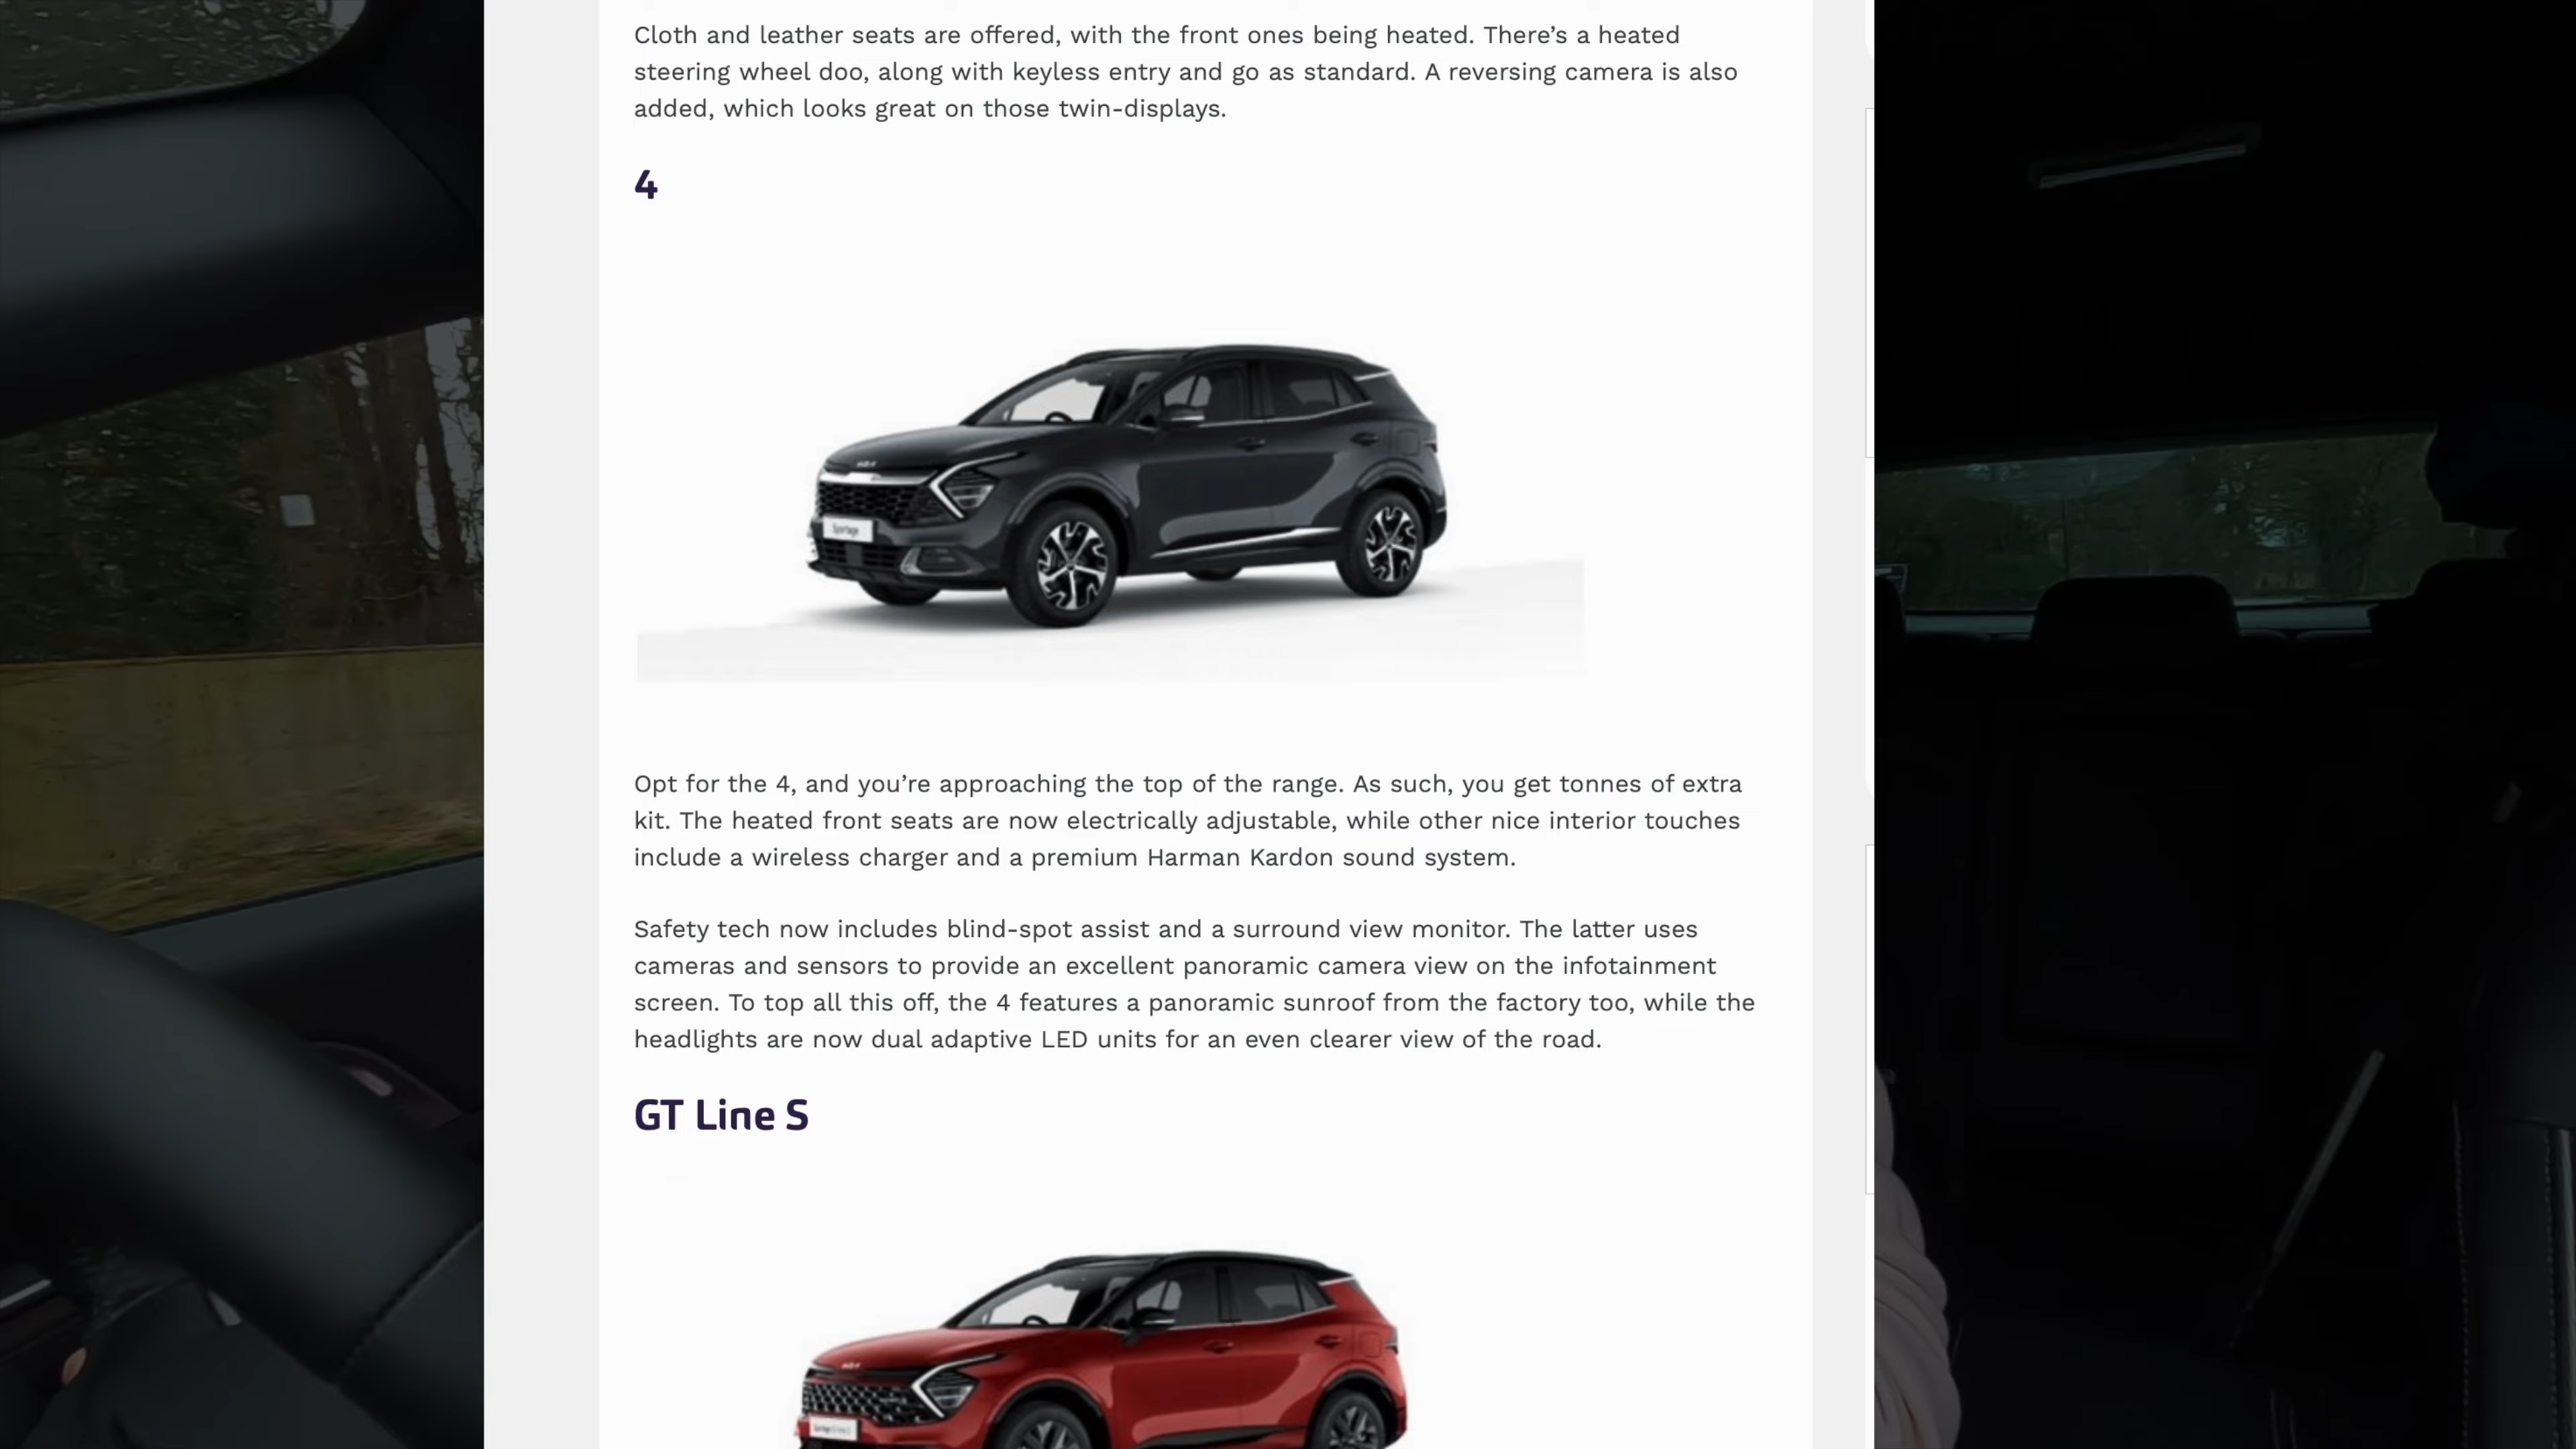 Cloth and leather seats are offered, with the front ones being heated. There’s a heated
steering wheel doo, along with keyless entry and go as standard. A reversing camera is also
added, which looks great on those twin-displays.
4
KIA
Sportage
Opt for the 4, and you’re approaching the top of the range. As such, you get tonnes of extra
kit. The heated front seats are now electrically adjustable, while other nice interior touches
include a wireless charger and a premium Harman Kardon sound system.
Safety tech now includes blind-spot assist and a surround view monitor. The latter uses
cameras and sensors to provide an excellent panoramic camera view on the infotainment
screen. To top all this off, the 4 features a panoramic sunroof from the factory too, while the
headlights are now dual adaptive LED units for an even clearer view of the road.
GT Line S
KIA